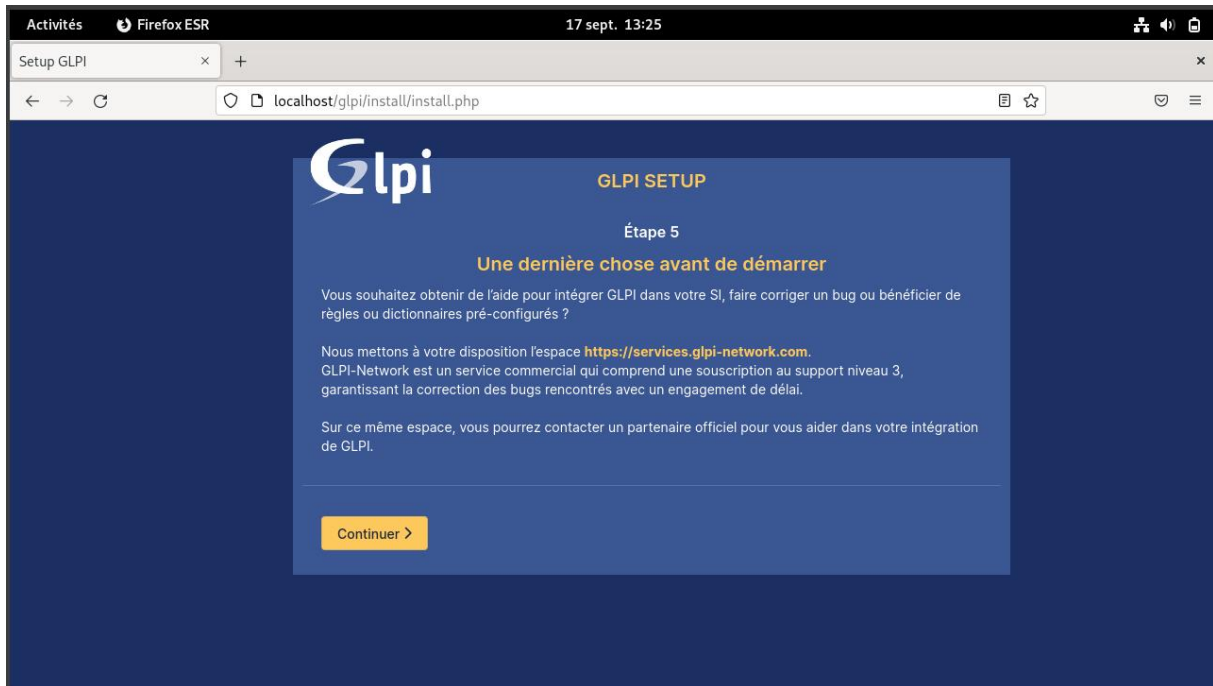 Activités Firefox ESR 17 sept. 13:25
Setup GLPI × + ×
localhost/glpi/install/install.php
Glpi
GLPI SETUP
Étape 5
Une dernière chose avant de démarrer
Vous souhaitez obtenir de l'aide pour intégrer GLPI dans votre SI, faire corriger un bug ou bénéficier de
règles ou dictionnaires pré-configurés ?
Nous mettons à votre disposition l'espace https://services.glpi-network.com.
GLPI-Network est un service commercial qui comprend une souscription au support niveau 3,
garantissant la correction des bugs rencontrés avec un engagement de délai.
Sur ce même espace, vous pourrez contacter un partenaire officiel pour vous aider dans votre intégration
de GLPI.
Continuer >